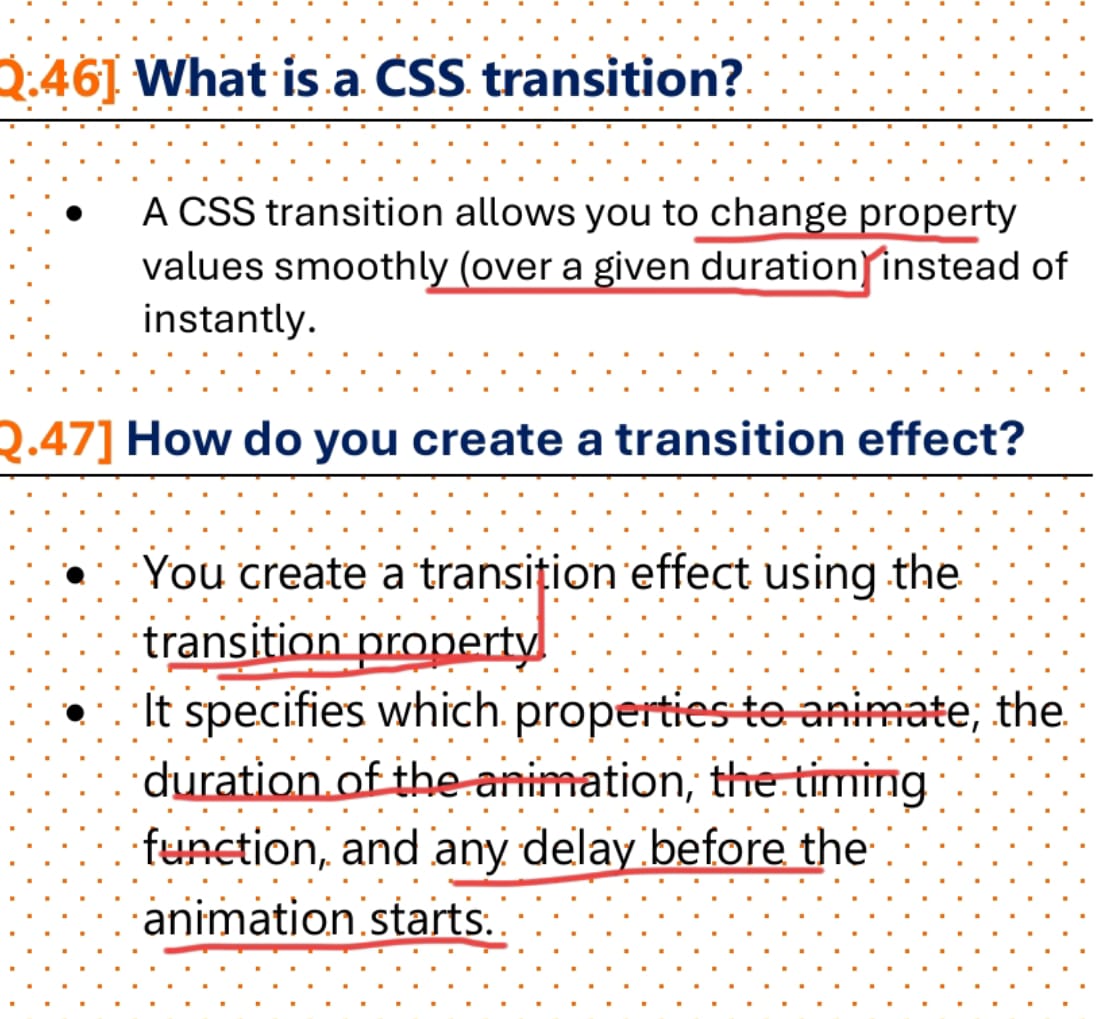 Q.46] What is a CSS transition?
• A CSS transition allows you to change property
values smoothly (over a given duration) instead of
instantly.
Q.47] How do you create a transition effect?
• You create a transition effect using the
transition property.
• It specifies which properties to animate, the
duration of the animation, the timing
function, and any delay before the
animation starts.